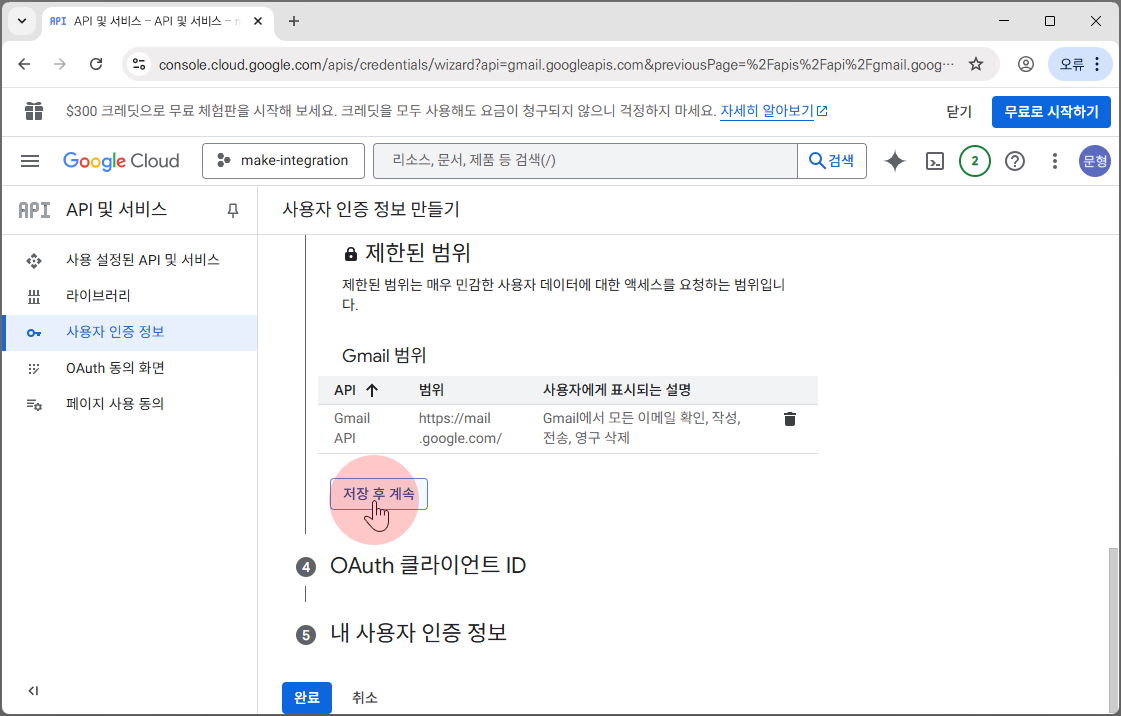 API API 및 서비스 – API 및 서비스 –
console.cloud.google.com/apis/credentials/wizard?api=gmail.googleapis.com&previousPage=%2Fapis%2Fapi%2Fgmail.goog…
오류
$300 크레딧으로 무료 체험판을 시작해 보세요. 크레딧을 모두 사용해도 요금이 청구되지 않으니 걱정하지 마세요. 자세히 알아보기
닫기
무료로 시작하기
Google Cloud
make-integration
리소스, 문서, 제품 등 검색(/)
검색
2
문형
API API 및 서비스
사용 설정된 API 및 서비스
라이브러리
사용자 인증 정보
OAuth 동의 화면
페이지 사용 동의
사용자 인증 정보 만들기
제한된 범위
제한된 범위는 매우 민감한 사용자 데이터에 대한 액세스를 요청하는 범위입니
다.
Gmail 범위
API 범위 사용자에게 표시되는 설명
Gmail https://mail Gmail에서 모든 이메일 확인, 작성,
API .google.com/ 전송, 영구 삭제
저장 후 계속
4 OAuth 클라이언트 ID
5 내 사용자 인증 정보
완료
취소